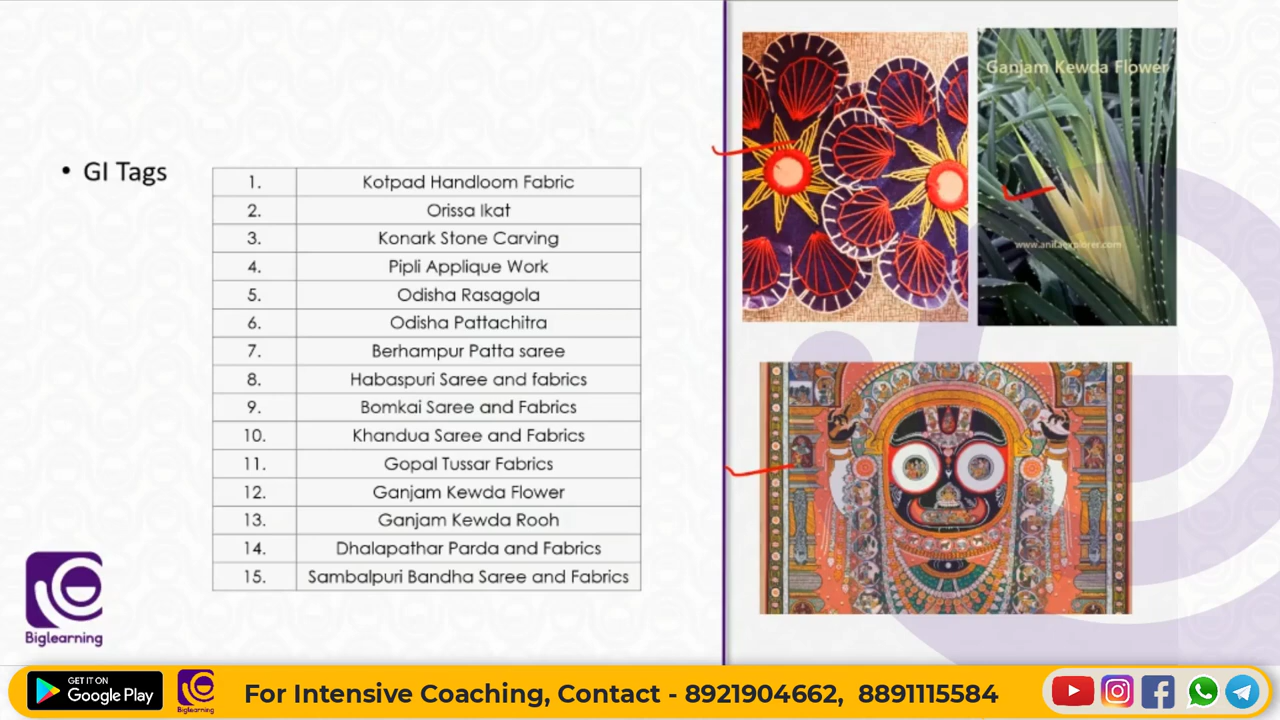 • GI Tags
1. Kotpad Handloom Fabric
2. Orissa Ikat
3. Konark Stone Carving
4. Pipli Applique Work
5. Odisha Rasagola
6. Odisha Pattachitra
7. Berhampur Patta saree
8. Habaspuri Saree and fabrics
9. Bomkai Saree and Fabrics
10. Khandua Saree and Fabrics
11. Gopal Tussar Fabrics
12. Ganjam Kewda Flower
13. Ganjam Kewda Rooh
14. Dhalapathar Parda and Fabrics
15. Sambalpuri Bandha Saree and Fabrics
Ganjam Kewda Flower
www.anitaexplorer.com
Biglearning
GET IT ON
Google Play
Biglearning
For Intensive Coaching, Contact - 8921904662, 8891115584